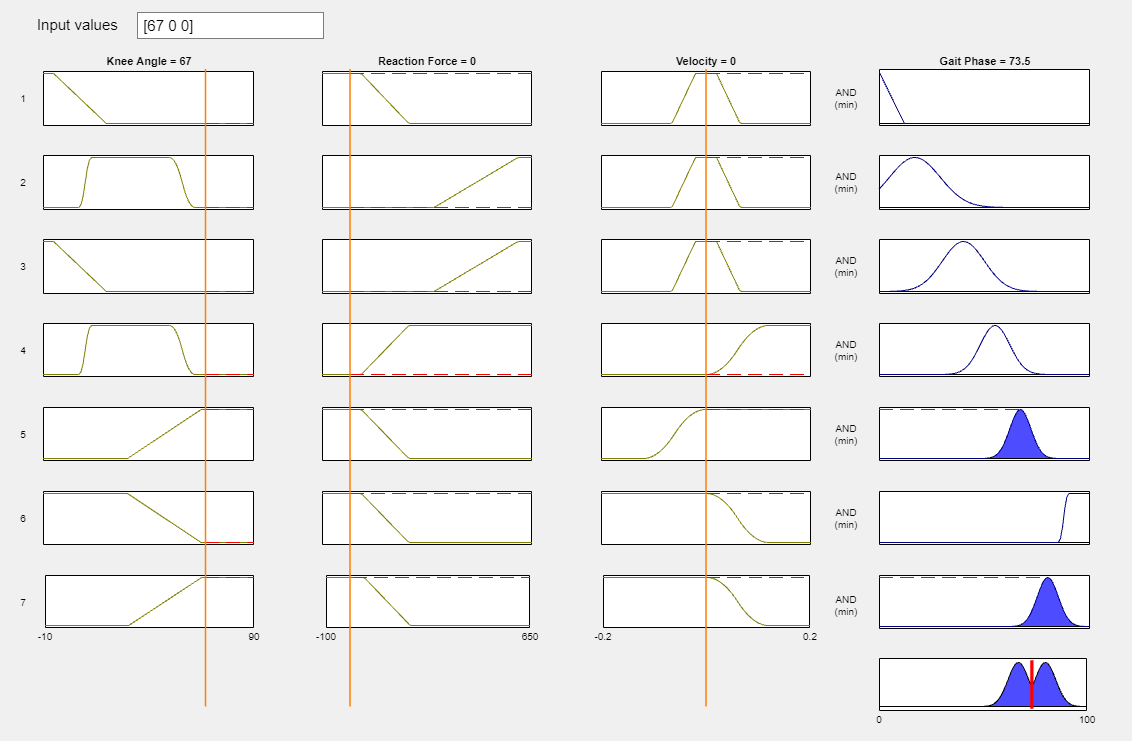 Input values [67 0 0]
Knee Angle = 67 Reaction Force = 0 Velocity = 0 Gait Phase = 73.5
1 AND
(min)
2 AND
(min)
3 AND
(min)
4 AND
(min)
5 AND
(min)
6 AND
(min)
7 AND
(min)
-10 90 -100 650 -0.2 0.2
0 100